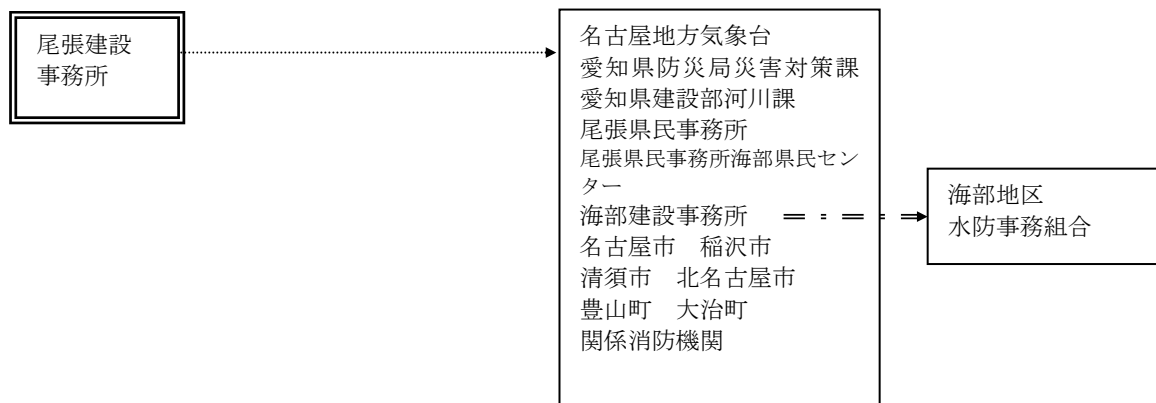 尾張建設
事務所
名古屋地方気象台
愛知県防災局災害対策課
愛知県建設部河川課
尾張県民事務所
尾張県民事務所海部県民セン
ター
海部建設事務所
名古屋市　稲沢市
清須市　北名古屋市
豊山町　大治町
関係消防機関
海部地区
水防事務組合